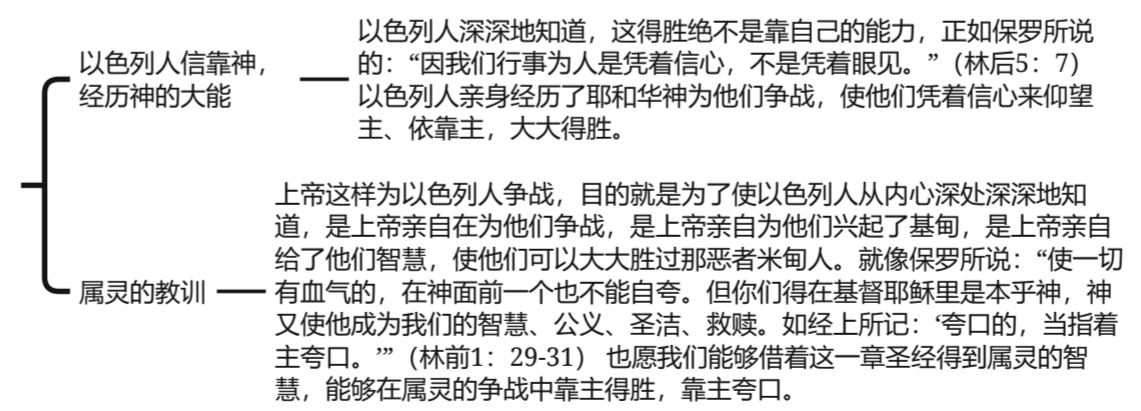 以色列人信靠神，
经历神的大能
以色列人深深地知道，这得胜绝不是靠自己的能力，正如保罗所说
的：“因我们行事为人是凭着信心，不是凭着眼见。”（林后5：7）
以色列人亲身经历了耶和华神为他们争战，使他们凭着信心来仰望
主、依靠主，大大得胜。
属灵的教训
上帝这样为以色列人争战，目的就是为了使以色列人从内心深处深深地知
道，是上帝亲自在为他们争战，是上帝亲自为他们兴起了基甸，是上帝亲自
给了他们智慧，使他们可以大大胜过那恶者米甸人。就像保罗所说：“使一切
有血气的，在神面前一个也不能自夸。但你们得在基督耶稣里是本乎神，神
又使他成为我们的智慧、公义、圣洁、救赎。如经上所记：‘夸口的，当指着
主夸口。’”（林前1：29-31） 也愿我们能够借着这一章圣经得到属灵的智
慧，能够在属灵的争战中靠主得胜，靠主夸口。